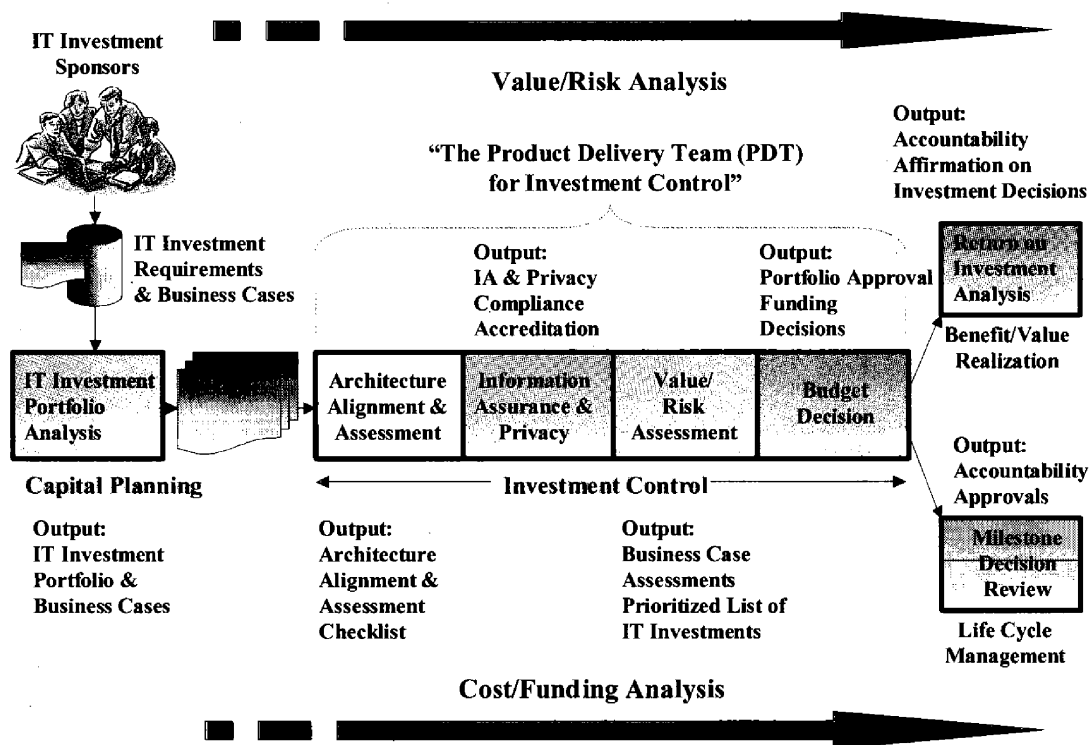 IT Investment
Sponsors
Value/Risk Analysis
Output:
Accountability
Affirmation on
Investment Decisions
“The Product Delivery Team (PDT)
for Investment Control”
IT Investment
Requirements
& Business Cases
Output:
IA & Privacy
Compliance
Accreditation
Output:
Portfolio Approval
Funding
Decisions
Return on
Investment
Analysis
Benefit/Value
Realization
IT Investment
Portfolio
Analysis
Architecture
Alignment &
Assessment
Information
Assurance &
Privacy
Value/
Risk
Assessment
Budget
Decision
Capital Planning
Investment Control
Output:
Accountability
Approvals
Output:
IT Investment
Portfolio &
Business Cases
Output:
Architecture
Alignment &
Assessment
Checklist
Output:
Business Case
Assessments
Prioritized List of
IT Investments
Milestone
Decision
Review
Life Cycle
Management
Cost/Funding Analysis